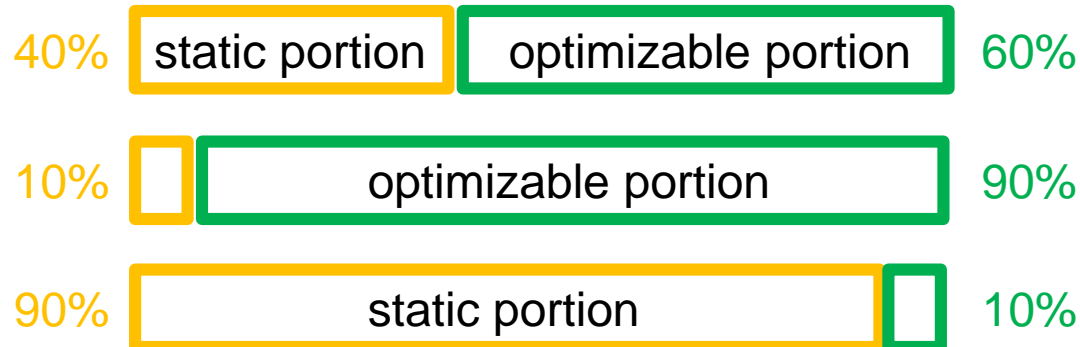 40% static portion optimizable portion 60%
10% optimizable portion 90%
90% static portion 10%